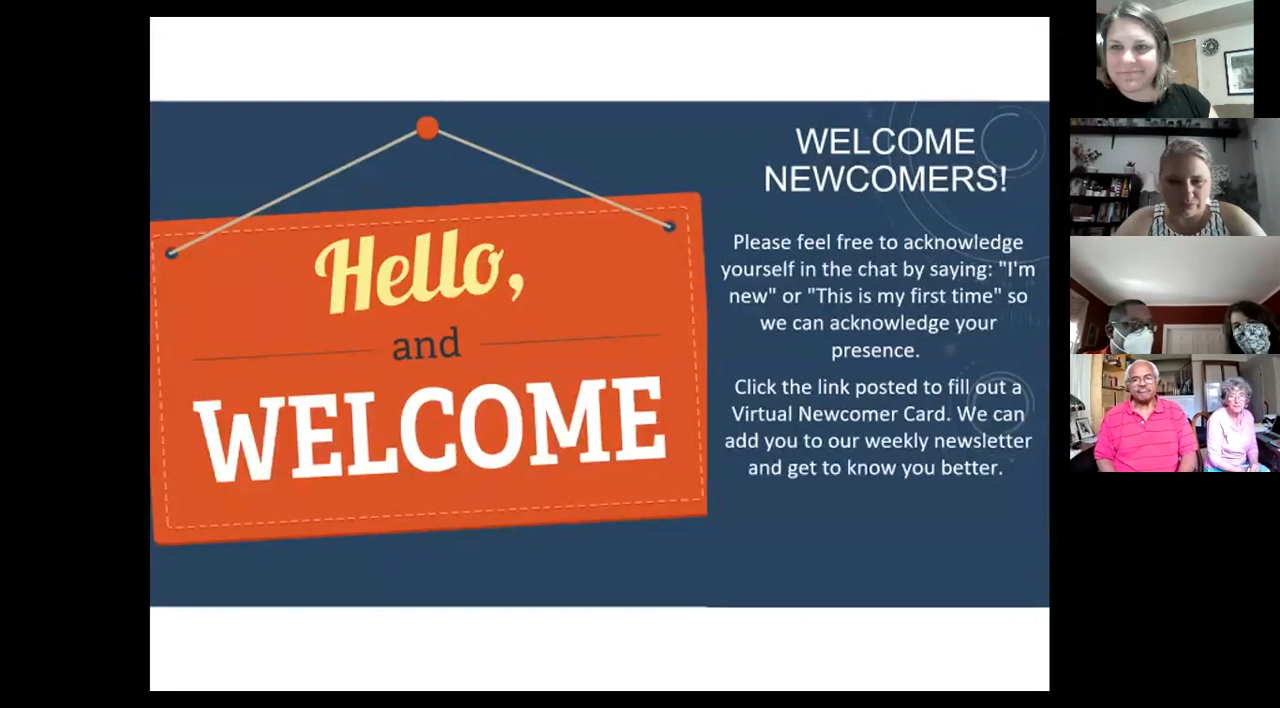 Hello,
and
WELCOME
WELCOME
NEWCOMERS!
Please feel free to acknowledge
yourself in the chat by saying: "I'm
new" or "This is my first time" so
we can acknowledge your
presence.
Click the link posted to fill out a
Virtual Newcomer Card. We can
add you to our weekly newsletter
and get to know you better.